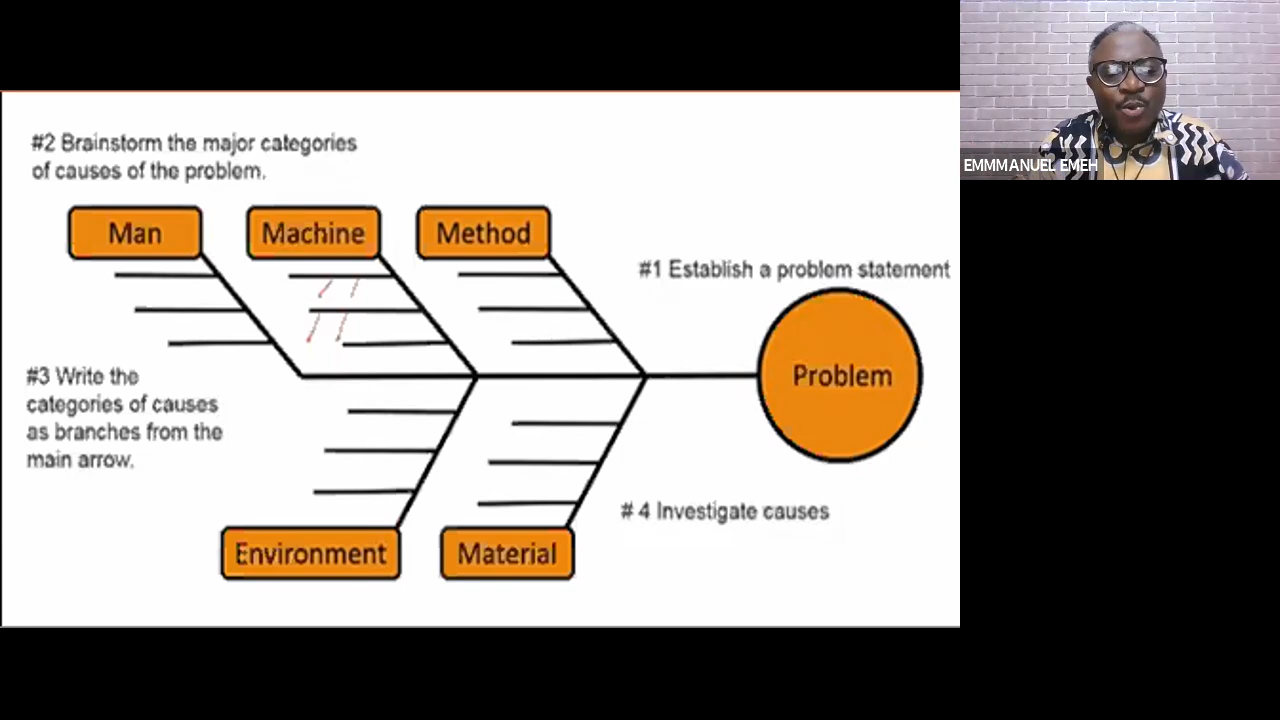 #2 Brainstorm the major categories
of causes of the problem.
Man
Machine
Method
#1 Establish a problem statement
Problem
#3 Write the
categories of causes
as branches from the
main arrow.
# 4 Investigate causes
Environment
Material
EMMMANUEL EMEH